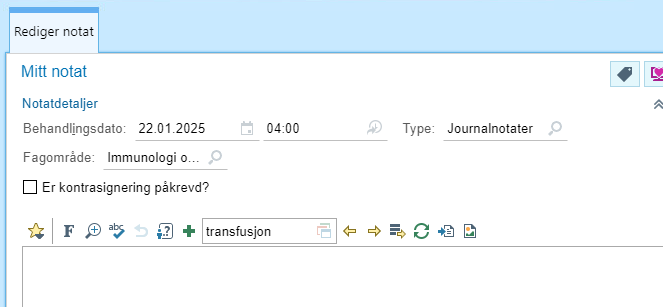 Rediger notat
Mitt notat
Notatdetaljer
Behandlingsdato: 22.01.2025 04:00 Type: Journalnotater
Fagområde: Immunologi o...
Er kontrasignering påkrevd?
F abc transfusjon